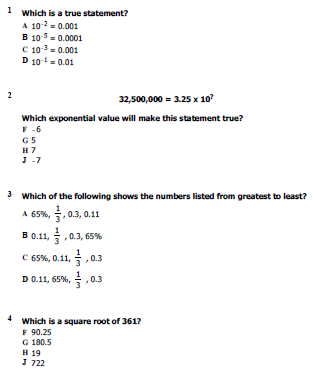 1 Which is a true statement?
A 10⁻² = 0.001
B 10⁻⁵ = 0.0001
C 10⁻³ = 0.001
D 10⁻¹ = 0.01
2 32,500,000 = 3.25 x 10^?
Which exponential value will make this statement true?
F -6
G 5
H 7
J -7
3 Which of the following shows the numbers listed from greatest to least?
A 65%, 1/3, 0.3, 0.11
B 0.11, 1/3, 0.3, 65%
C 65%, 0.11, 1/3, 0.3
D 0.11, 65%, 1/3, 0.3
4 Which is a square root of 361?
F 90.25
G 180.5
H 19
J 722